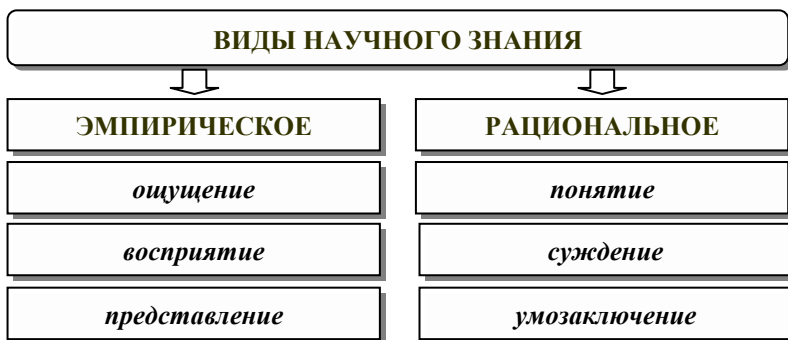 ВИДЫ НАУЧНОГО ЗНАНИЯ
ЭМПИРИЧЕСКОЕ
РАЦИОНАЛЬНОЕ
ощущение
понятие
восприятие
суждение
представление
умозаключение